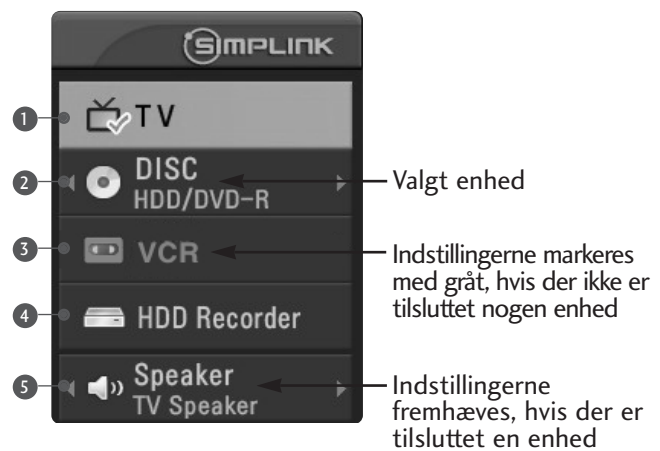 SIMPLINK
1 TV
2 DISC
HDD/DVD-R
Valgt enhed
3 VCR
Indstillingerne markeres
med gråt, hvis der ikke er
tilsluttet nogen enhed
4 HDD Recorder
5 Speaker
TV Speaker
Indstillingerne
fremhæves, hvis der er
tilsluttet en enhed